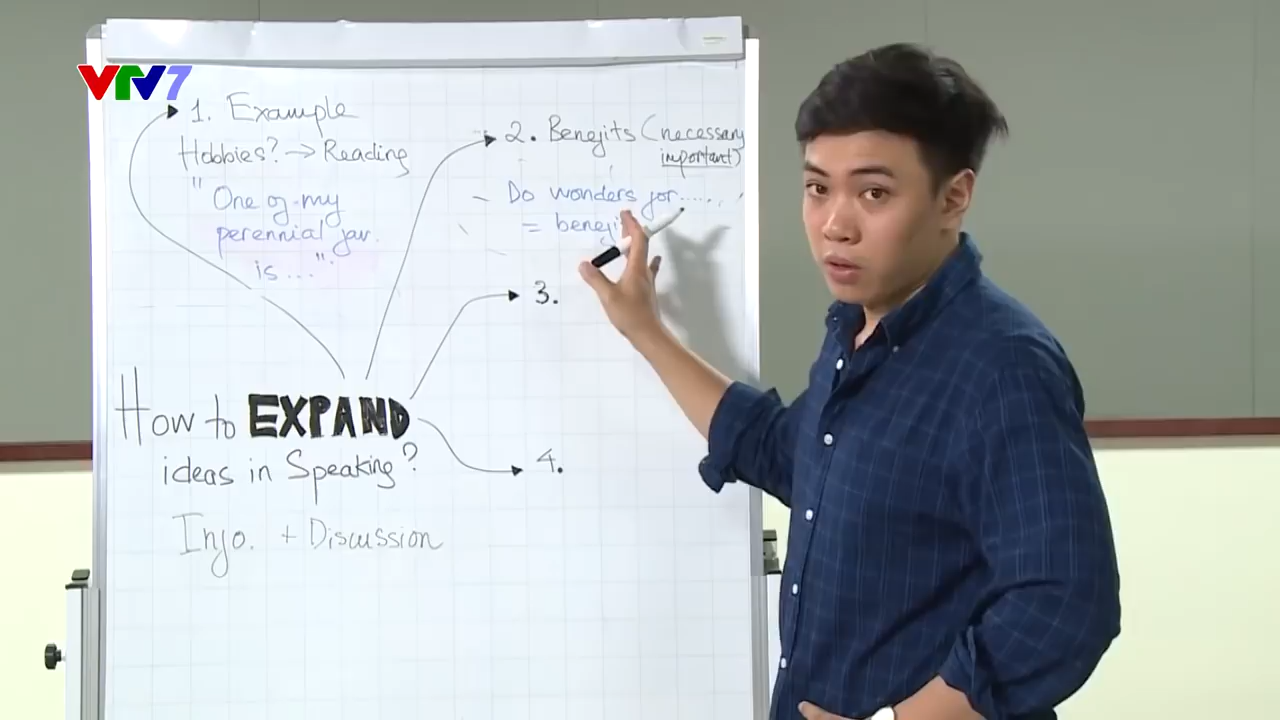 VTV7
1. Example
Hobbies? → Reading
"One of my
perennial fav.
is ...".
2. Benefits (necessary
important)
- Do wonders for.....
=
3.
How to EXPAND
ideas in Speaking?
4.
Info. + Discussion